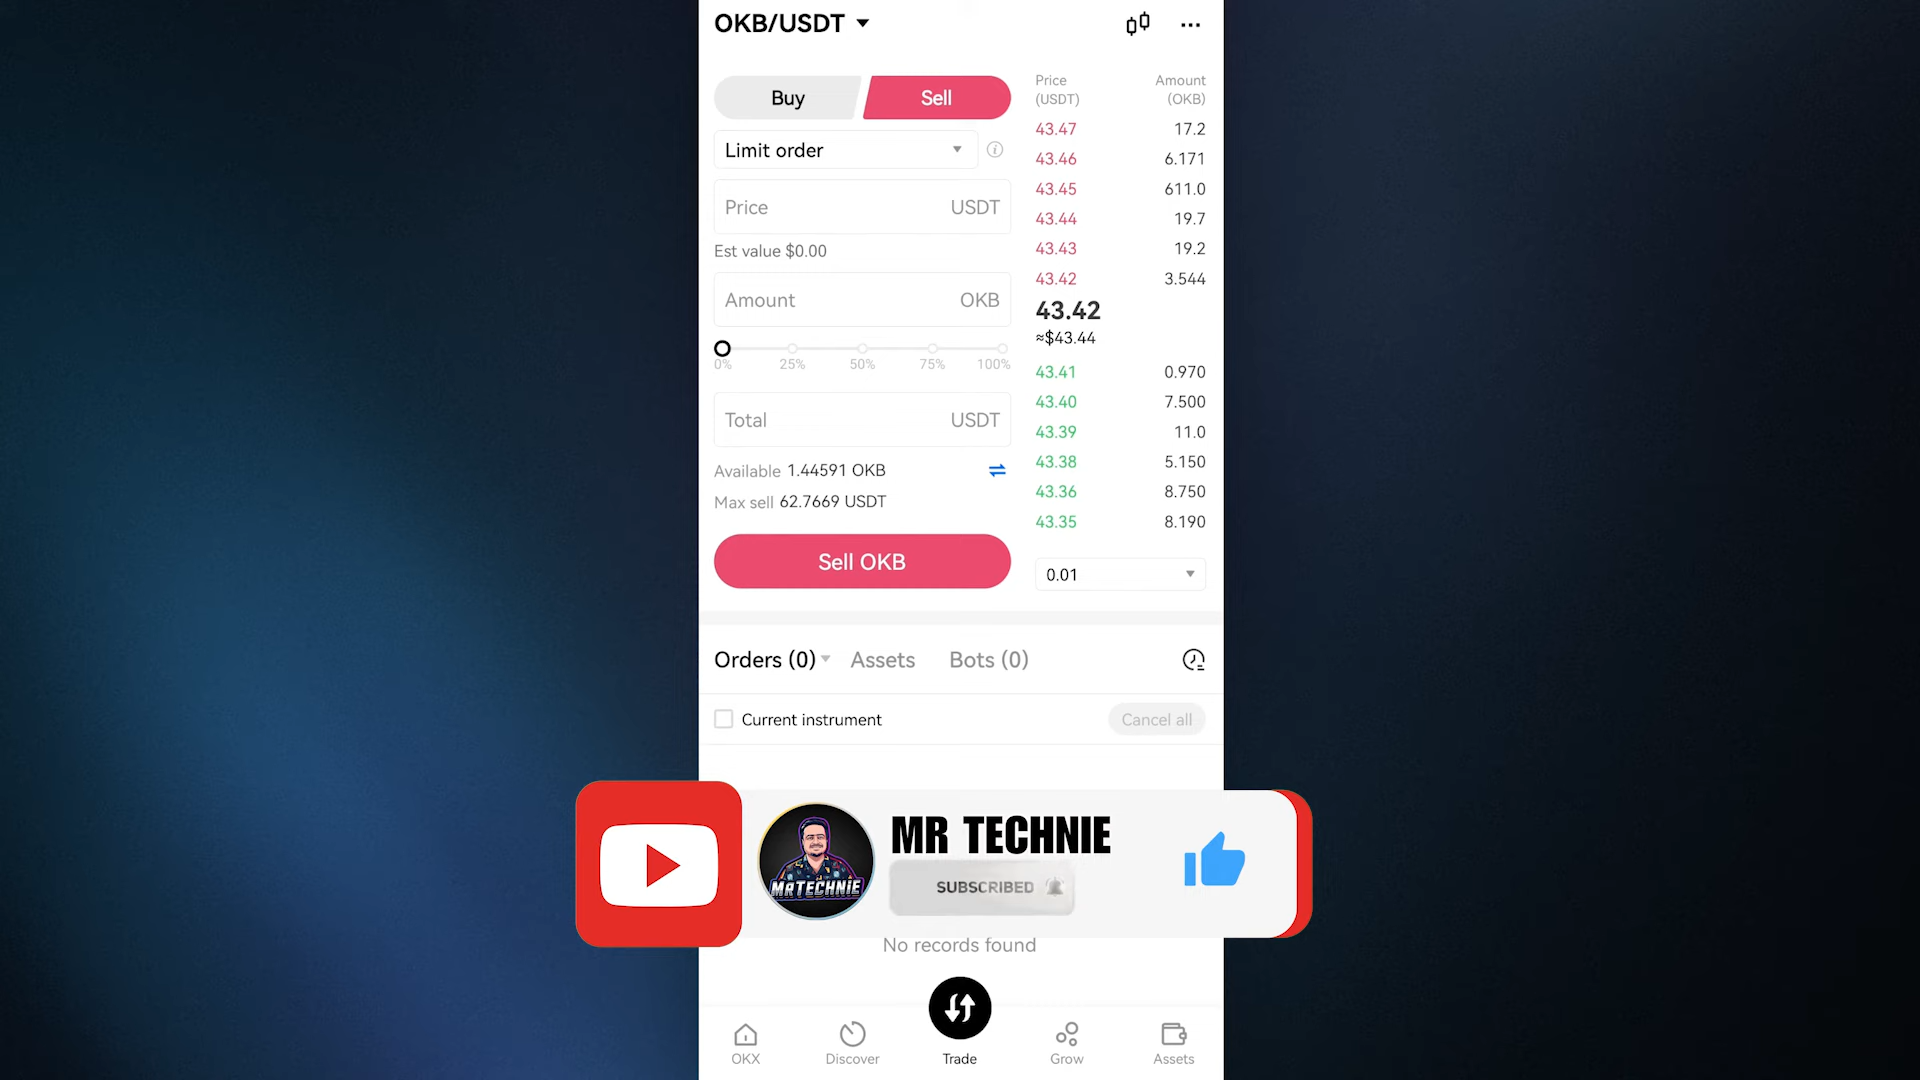 OKB/USDT
Buy
Sell
Limit order
Price
USDT
Est value $0.00
Amount
OKB
0%
25%
50%
75%
100%
Total
USDT
Available 1.44591 OKB
Max sell 62.7669 USDT
Sell OKB
Price
(USDT)
Amount
(OKB)
43.47 17.2
43.46 6.171
43.45 611.0
43.44 19.7
43.43 19.2
43.42 3.544
43.42
≈$43.44
43.41 0.970
43.40 7.500
43.39 11.0
43.38 5.150
43.36 8.750
43.35 8.190
0.01
Orders (0)
Assets
Bots (0)
Current instrument
Cancel all
MRTECHNIE
MR TECHNIE
SUBSCRIBED
No records found
OKX
Discover
Trade
Grow
Assets